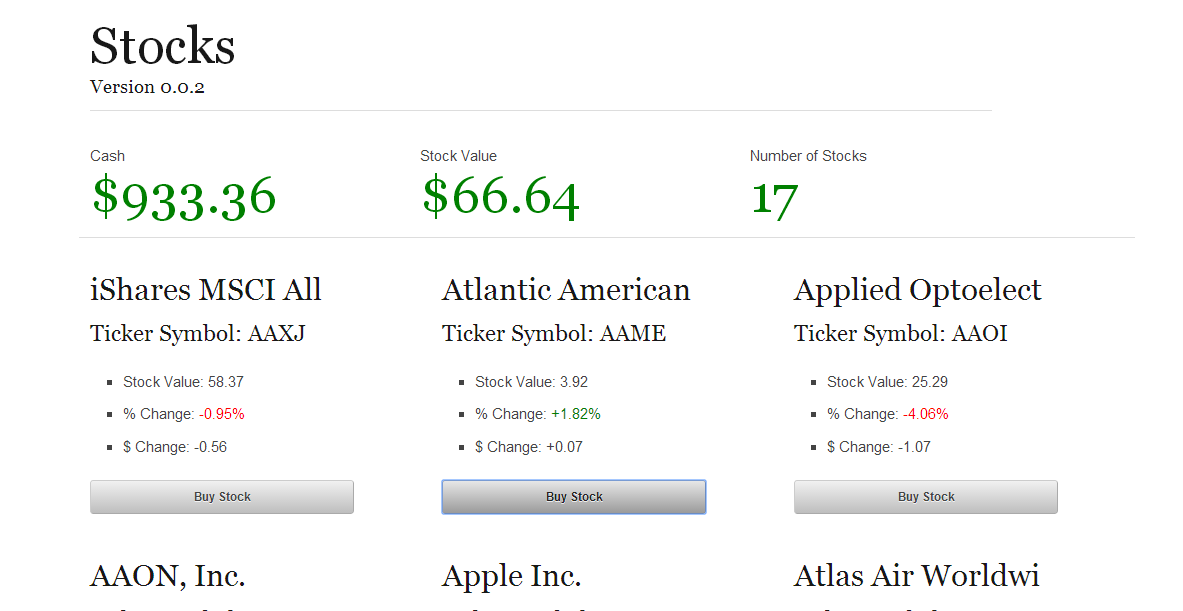 Stocks
Version 0.0.2
Cash
Stock Value
Number of Stocks
$933.36
$66.64
17
iShares MSCI All
Atlantic American
Applied Optoelect
Ticker Symbol: AAXJ
Ticker Symbol: AAME
Ticker Symbol: AAOI
Stock Value: 58.37
Stock Value: 3.92
Stock Value: 25.29
% Change: -0.95%
% Change: +1.82%
% Change: -4.06%
$ Change: -0.56
$ Change: +0.07
$ Change: -1.07
Buy Stock
Buy Stock
Buy Stock
AAON, Inc.
Apple Inc.
Atlas Air Worldwi